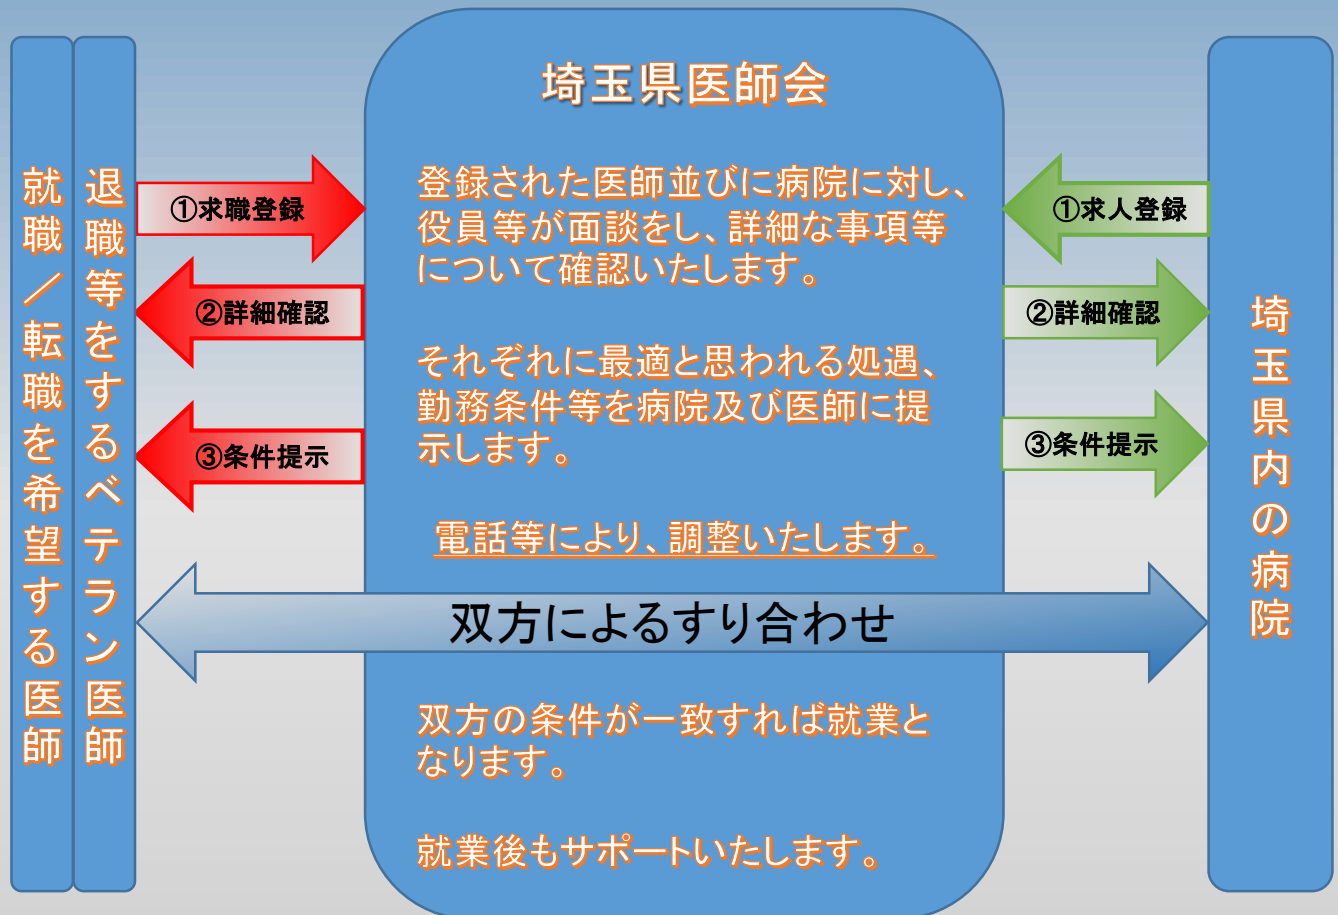 埼玉県医師会
就職／転職を希望する医師
退職等をするベテラン医師
①求職登録
②詳細確認
③条件提示
登録された医師並びに病院に対し、
役員等が面談をし、詳細な事項等
について確認いたします。
それぞれに最適と思われる処遇、
勤務条件等を病院及び医師に提
示します。
電話等により、調整いたします。
双方によるすり合わせ
双方の条件が一致すれば就業と
なります。
就業後もサポートいたします。
①求人登録
②詳細確認
③条件提示
埼玉県内の病院